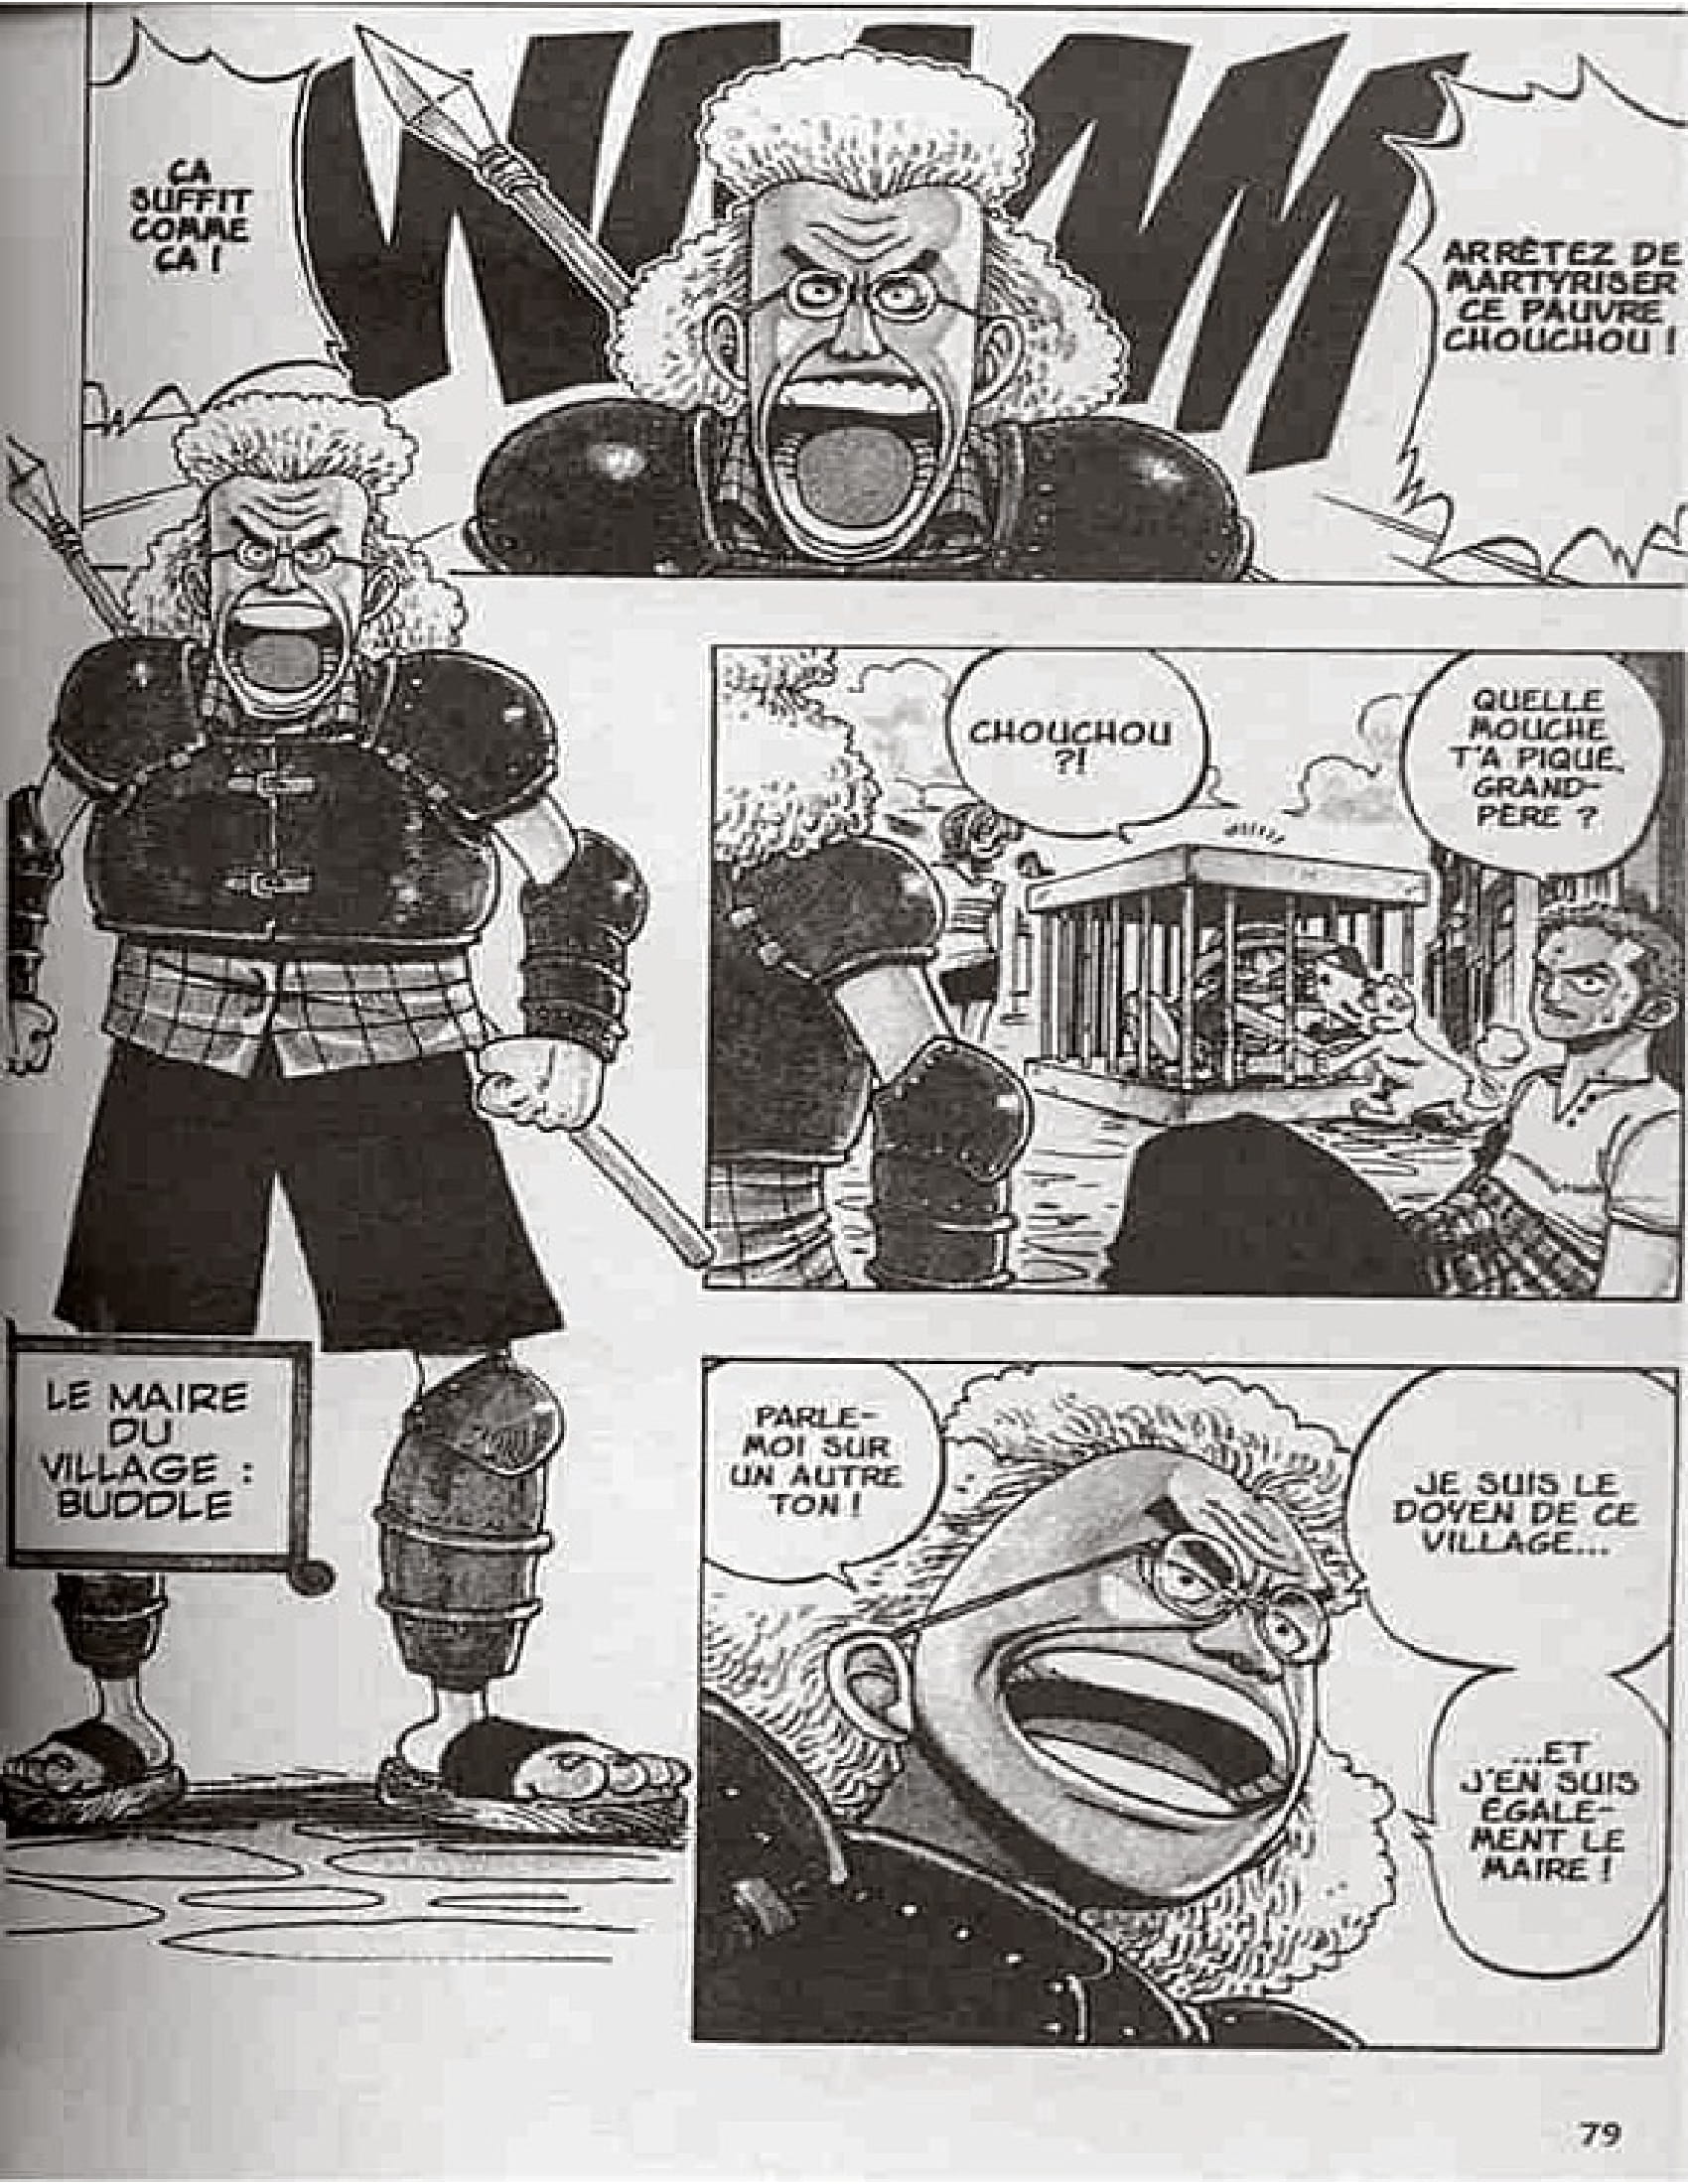 ARRÊTEZ DE
MARTYRISER
CE PAUVRE
CHOUCHOU !
ÇA
SUFFIT
COMME
ÇA !
QUELLE
MOUCHE
T'A PIQUE,
GRAND-
PÈRE ?
CHOUCHOU
?!
LE MAIRE
DU
VILLAGE :
BUDDLE
JE SUIS LE
DOYEN DE CE
VILLAGE...
...ET
J'EN SUIS
EGALE-
MENT LE
MAIRE !
PARLE-
MOI SUR
UN AUTRE
TON !
79